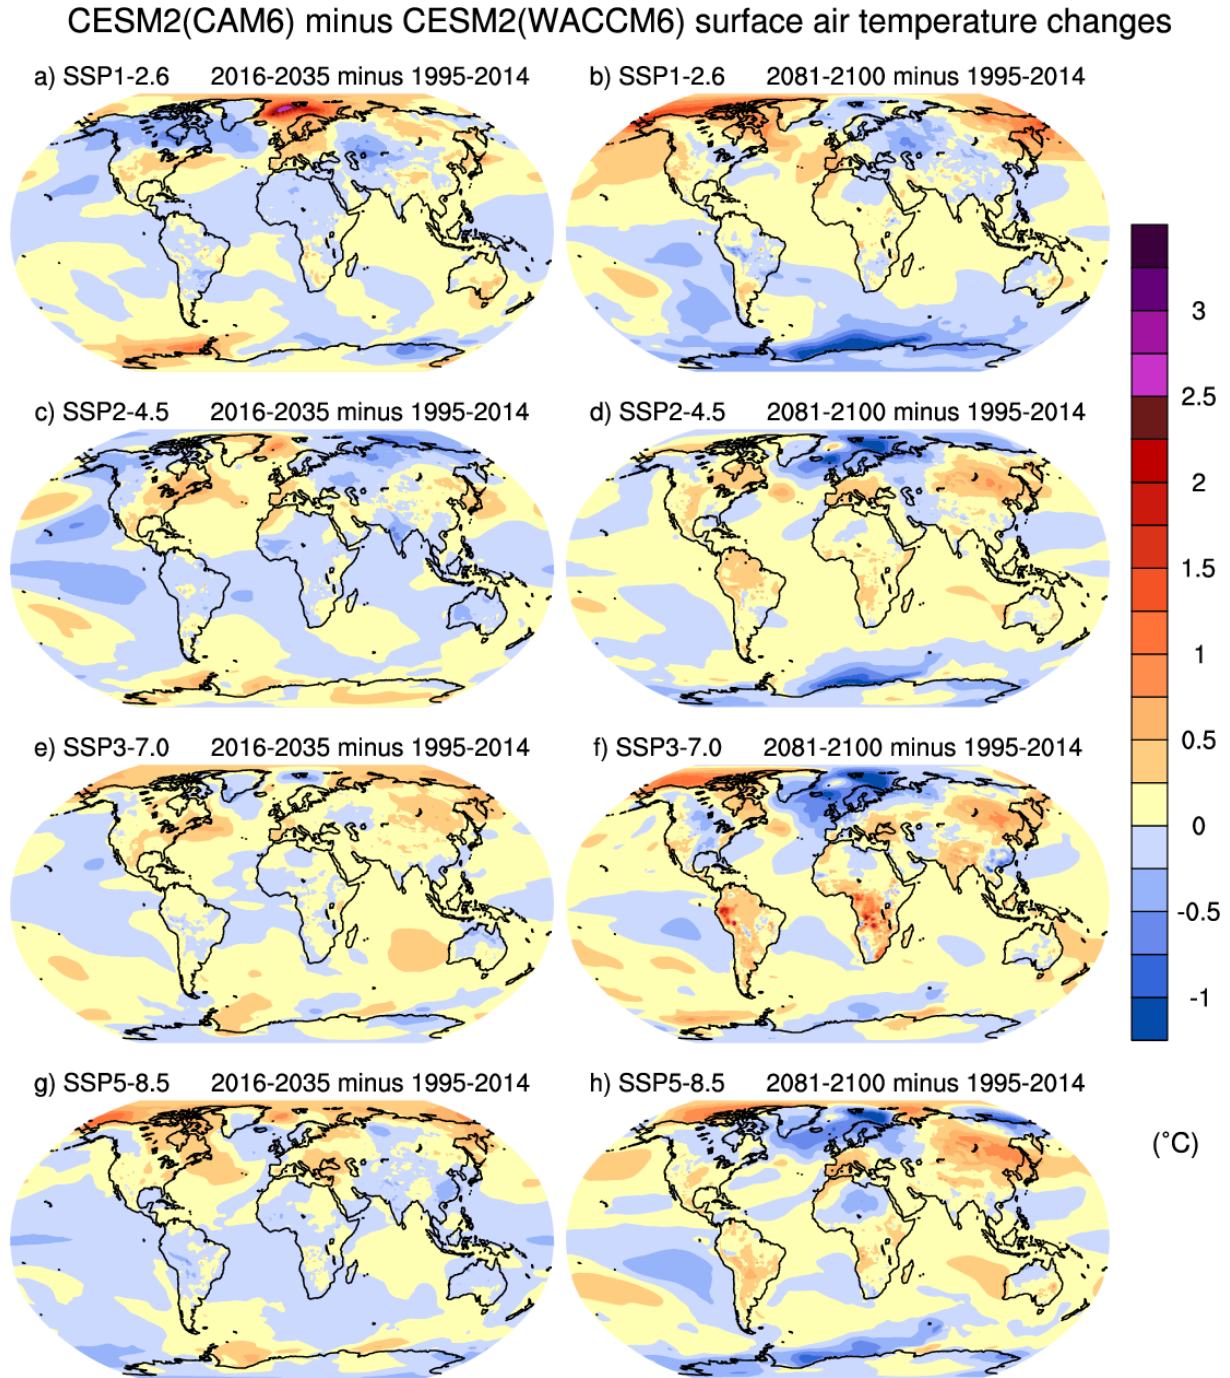 CESM2(CAM6) minus CESM2(WACCM6) surface air temperature changes
a) SSP1-2.6 2016-2035 minus 1995-2014
b) SSP1-2.6 2081-2100 minus 1995-2014
c) SSP2-4.5 2016-2035 minus 1995-2014
d) SSP2-4.5 2081-2100 minus 1995-2014
e) SSP3-7.0 2016-2035 minus 1995-2014
f) SSP3-7.0 2081-2100 minus 1995-2014
g) SSP5-8.5 2016-2035 minus 1995-2014
h) SSP5-8.5 2081-2100 minus 1995-2014
3
2.5
2
1.5
1
0.5
0
-0.5
-1
(°C)